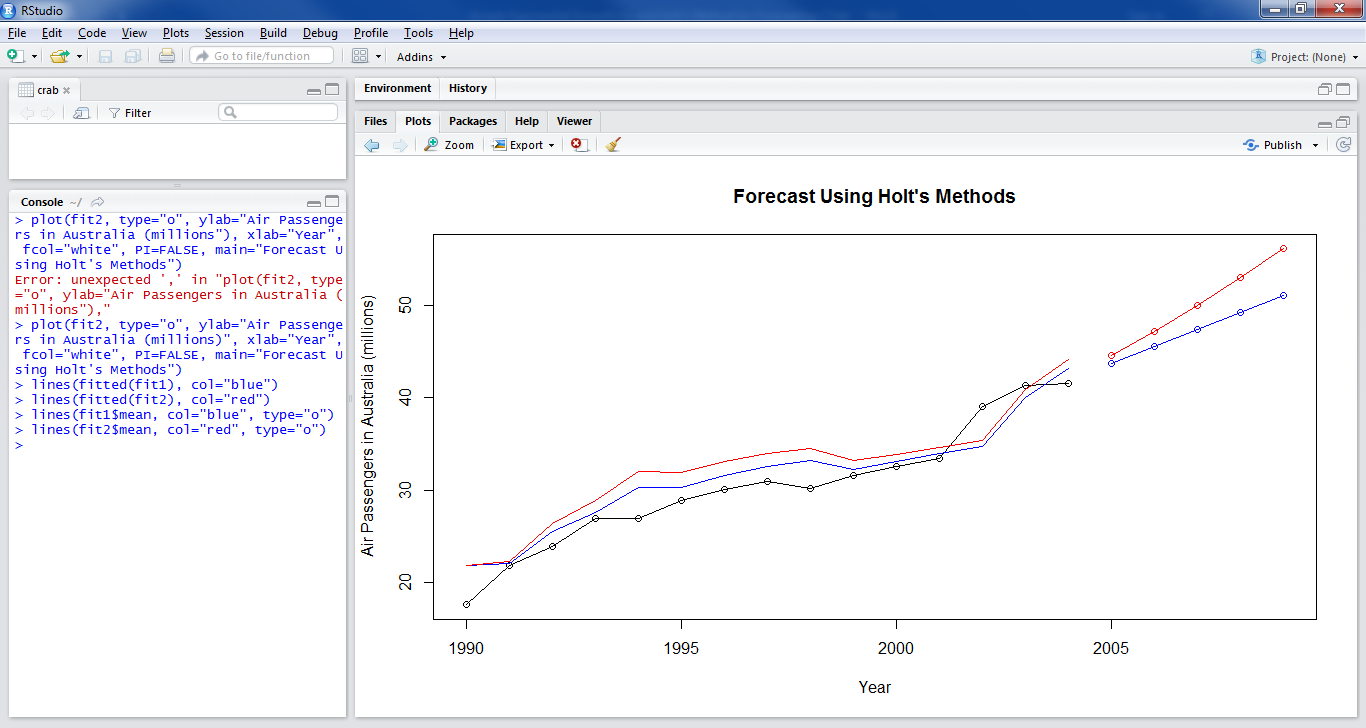 RStudio
File Edit Code View Plots Session Build Debug Profile Tools Help
Go to file/function Addins Project: (None)
crab
Filter
Console ~/
> plot(fit2, type="o", ylab="Air Passenge
rs in Australia (millions"), xlab="Year",
 fcol="white", PI=FALSE, main="Forecast U
sing Holt's Methods")
Error: unexpected ',' in "plot(fit2, type
="o", ylab="Air Passengers in Australia (
millions"),"
> plot(fit2, type="o", ylab="Air Passenge
rs in Australia (millions)", xlab="Year",
 fcol="white", PI=FALSE, main="Forecast U
sing Holt's Methods")
> lines(fitted(fit1), col="blue")
> lines(fitted(fit2), col="red")
> lines(fit1$mean, col="blue", type="o")
> lines(fit2$mean, col="red", type="o")
>
Environment History
Files Plots Packages Help Viewer
Zoom Export Publish
Forecast Using Holt's Methods
Air Passengers in Australia (millions)
50
40
30
20
1990 1995 2000 2005
Year